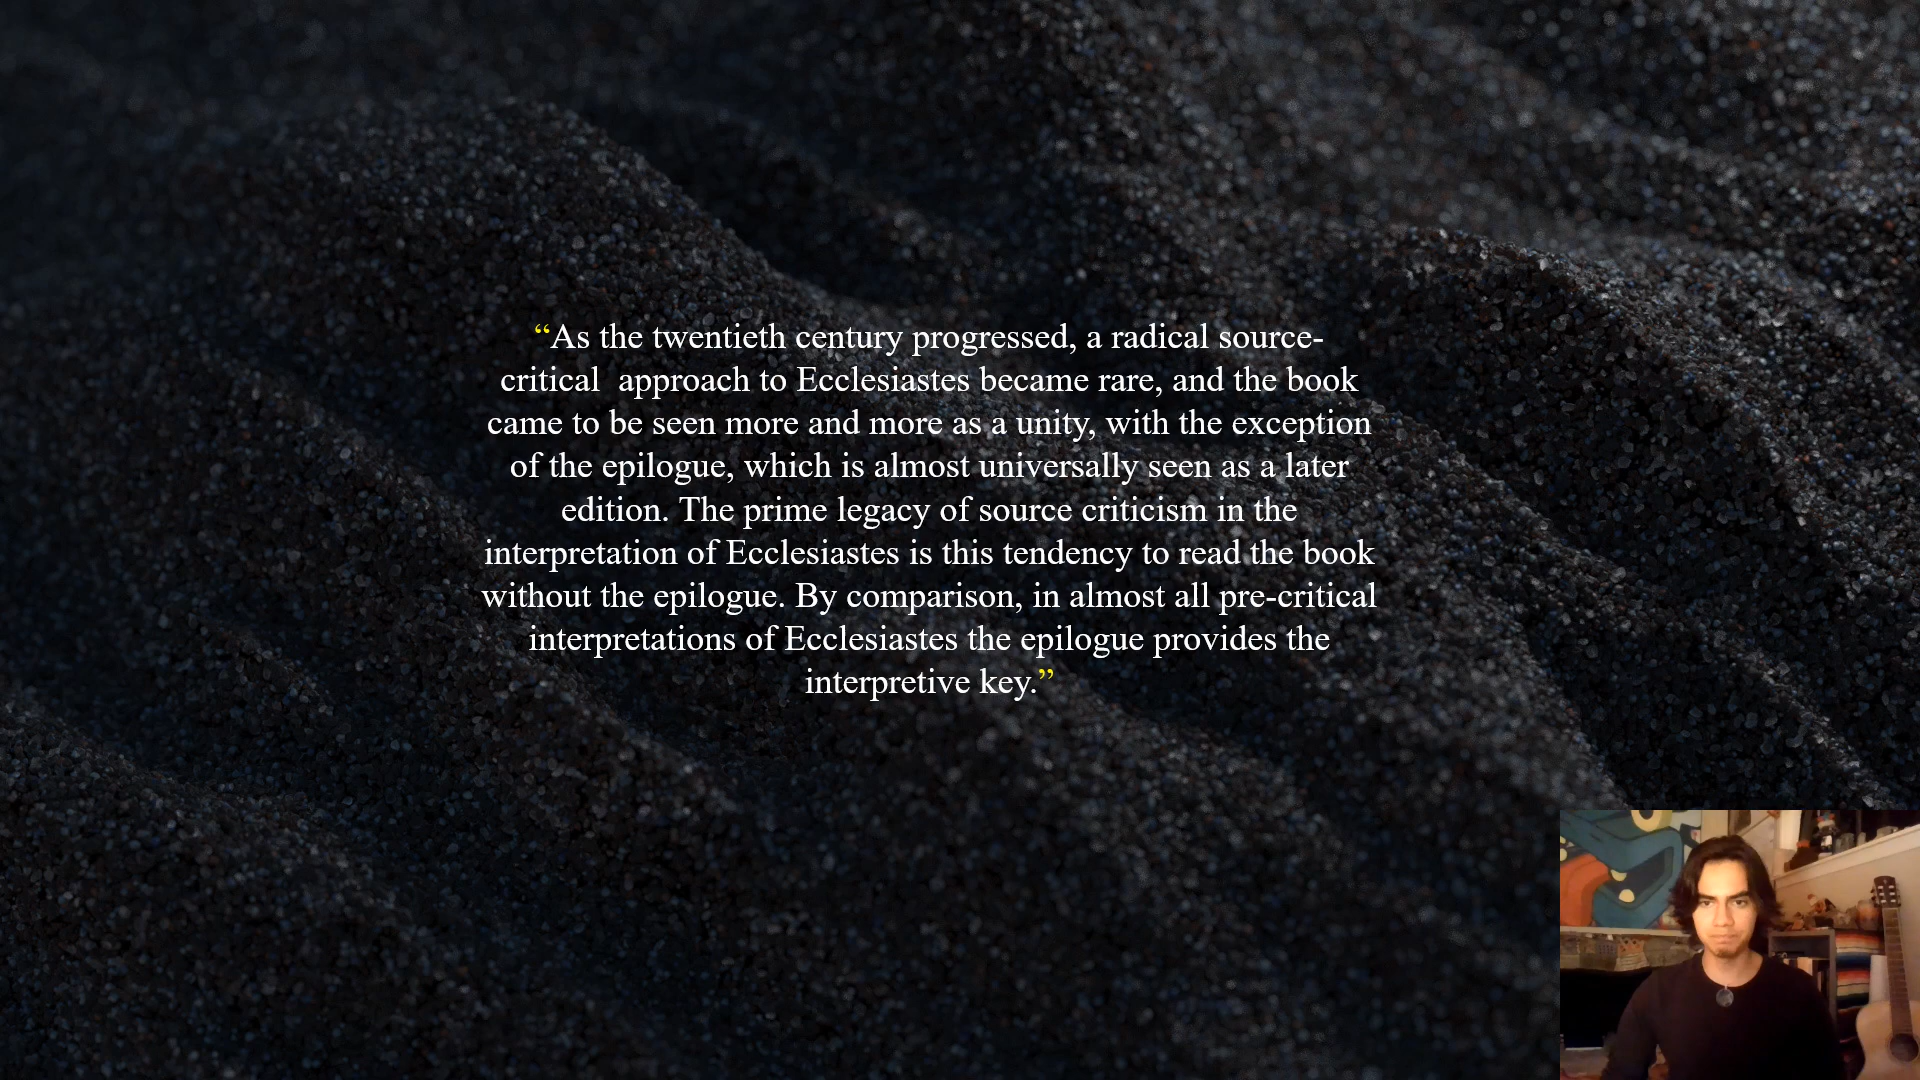 “As the twentieth century progressed, a radical source-
critical  approach to Ecclesiastes became rare, and the book
came to be seen more and more as a unity, with the exception
of the epilogue, which is almost universally seen as a later
edition. The prime legacy of source criticism in the
interpretation of Ecclesiastes is this tendency to read the book
without the epilogue. By comparison, in almost all pre-critical
interpretations of Ecclesiastes the epilogue provides the
interpretive key.”